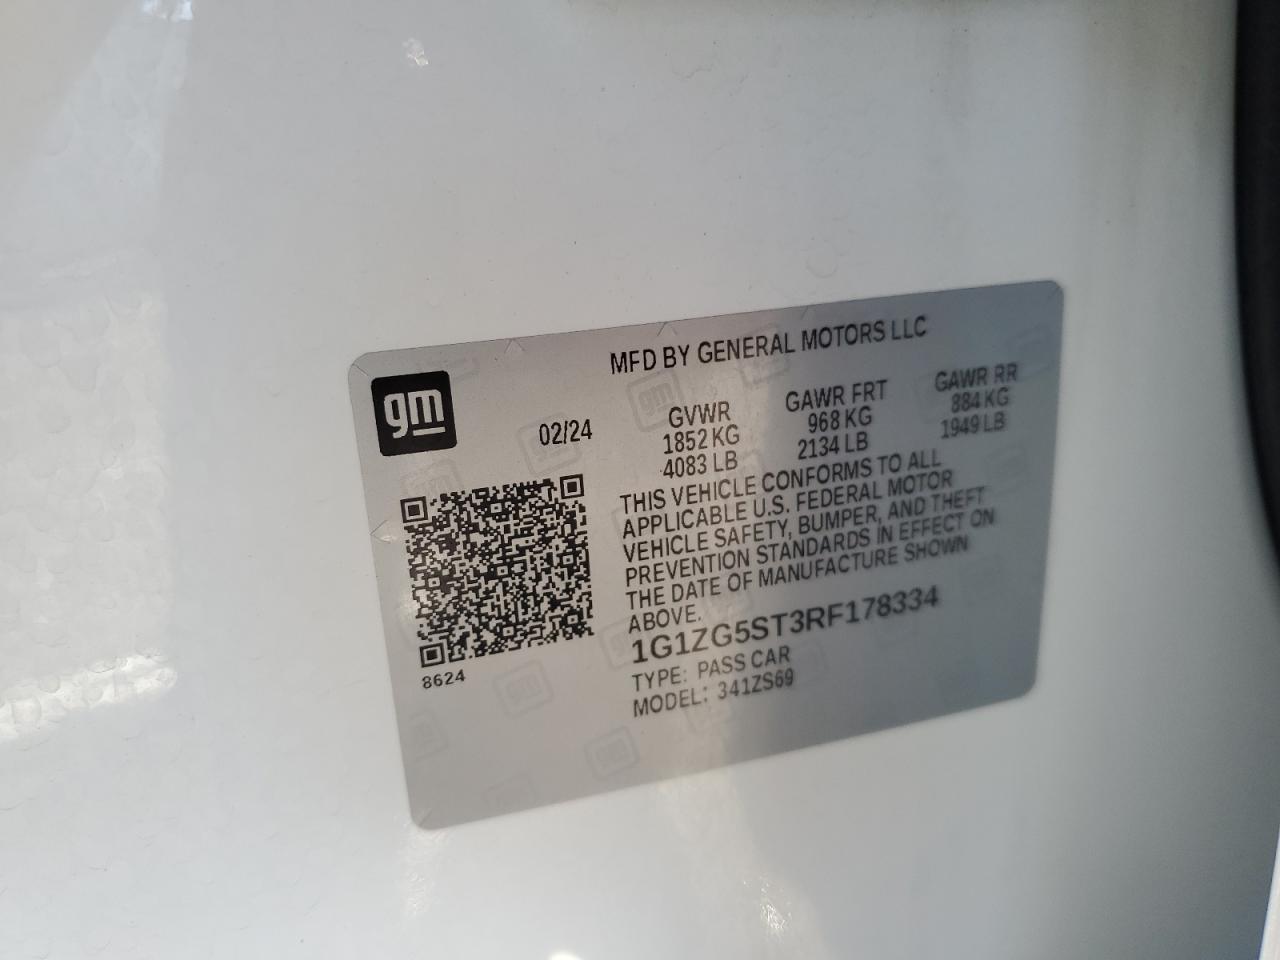 gm
MFD BY GENERAL MOTORS LLC
02/24
GVWR GAWR FRT GAWR RR
1852 KG 968 KG 884 KG
4083 LB 2134 LB 1949 LB
THIS VEHICLE CONFORMS TO ALL
APPLICABLE U.S. FEDERAL MOTOR
VEHICLE SAFETY, BUMPER, AND THEFT
PREVENTION STANDARDS IN EFFECT ON
THE DATE OF MANUFACTURE SHOWN
ABOVE.
1G1ZG5ST3RF178334
TYPE: PASS CAR
MODEL: 341ZS69
8624